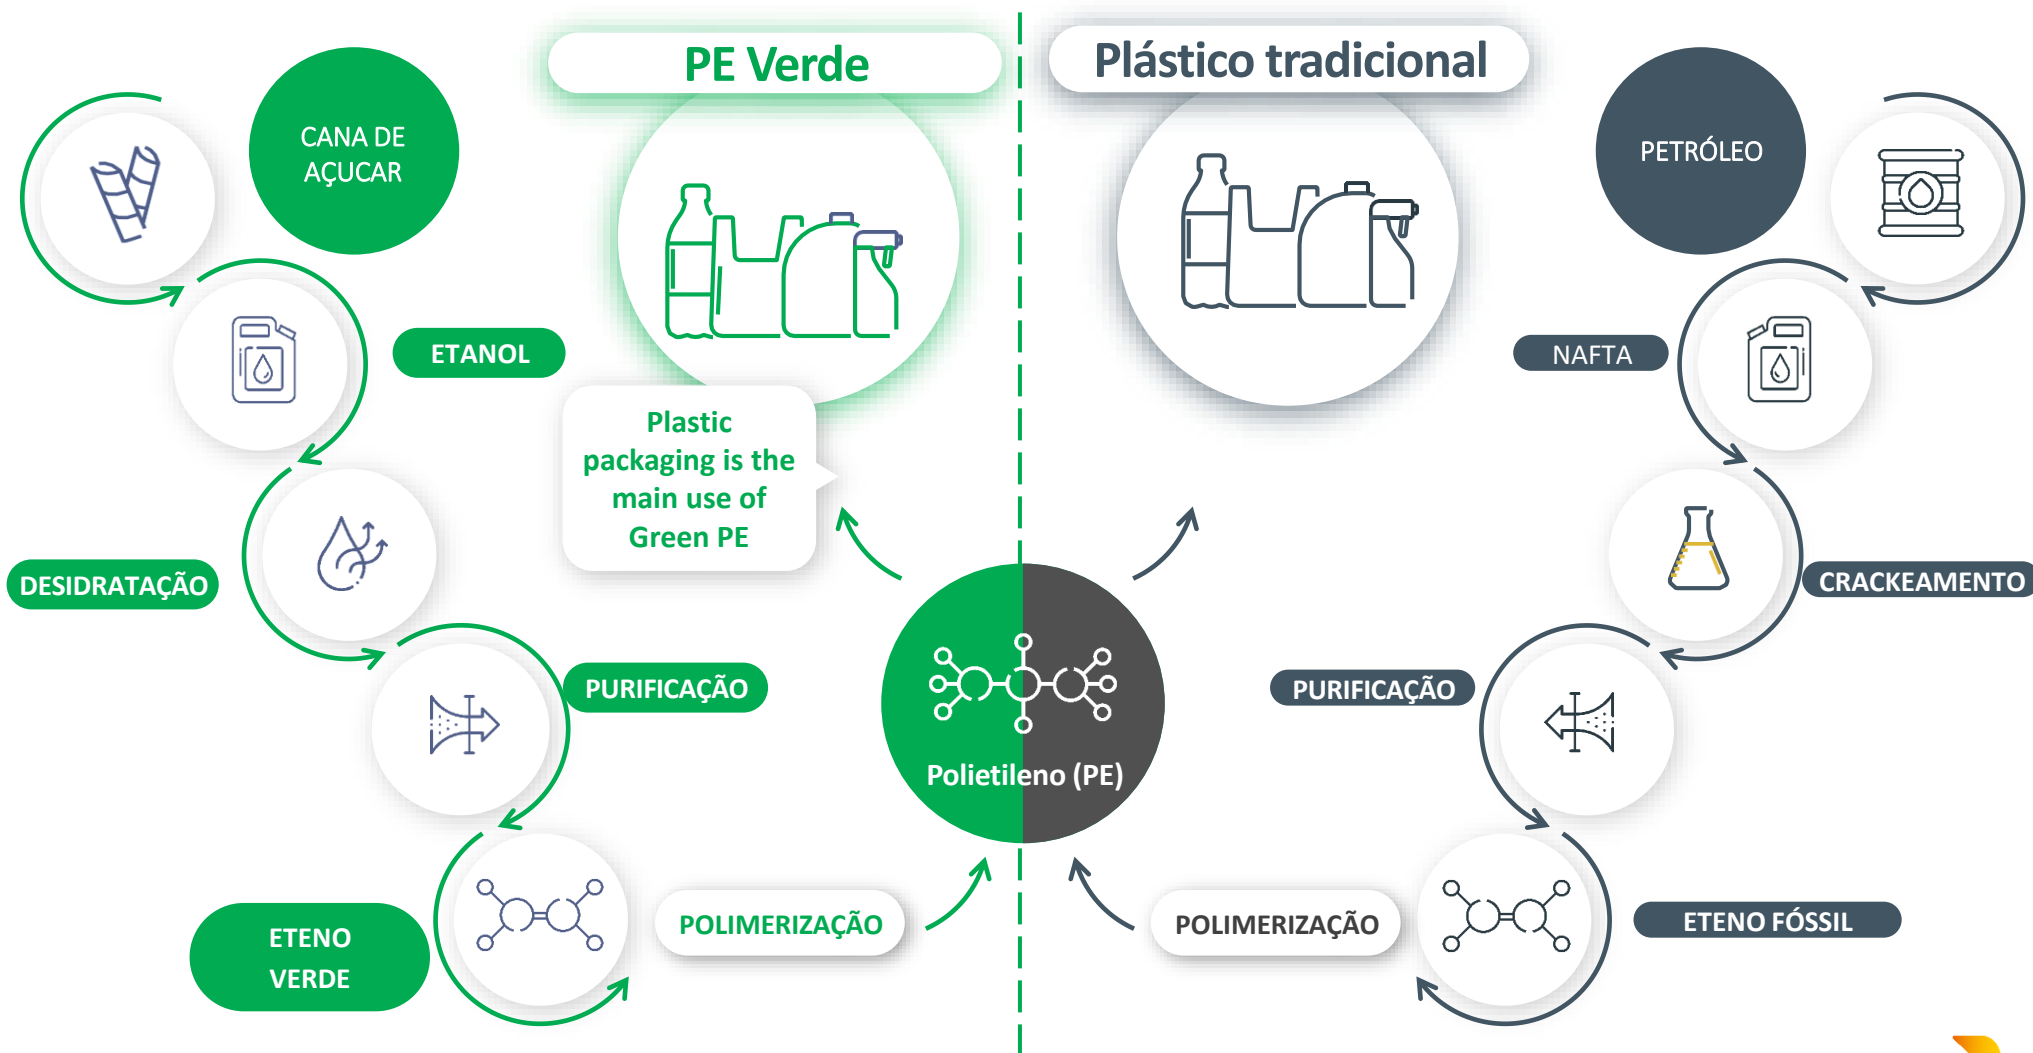 PE Verde
CANA DE
AÇUCAR
ETANOL
Plastic
packaging is the
main use of
Green PE
DESIDRATAÇÃO
PURIFICAÇÃO
ETENO
VERDE
POLIMERIZAÇÃO
Polietileno (PE)
Plástico tradicional
PETRÓLEO
NAFTA
CRACKEAMENTO
PURIFICAÇÃO
POLIMERIZAÇÃO
ETENO FÓSSIL